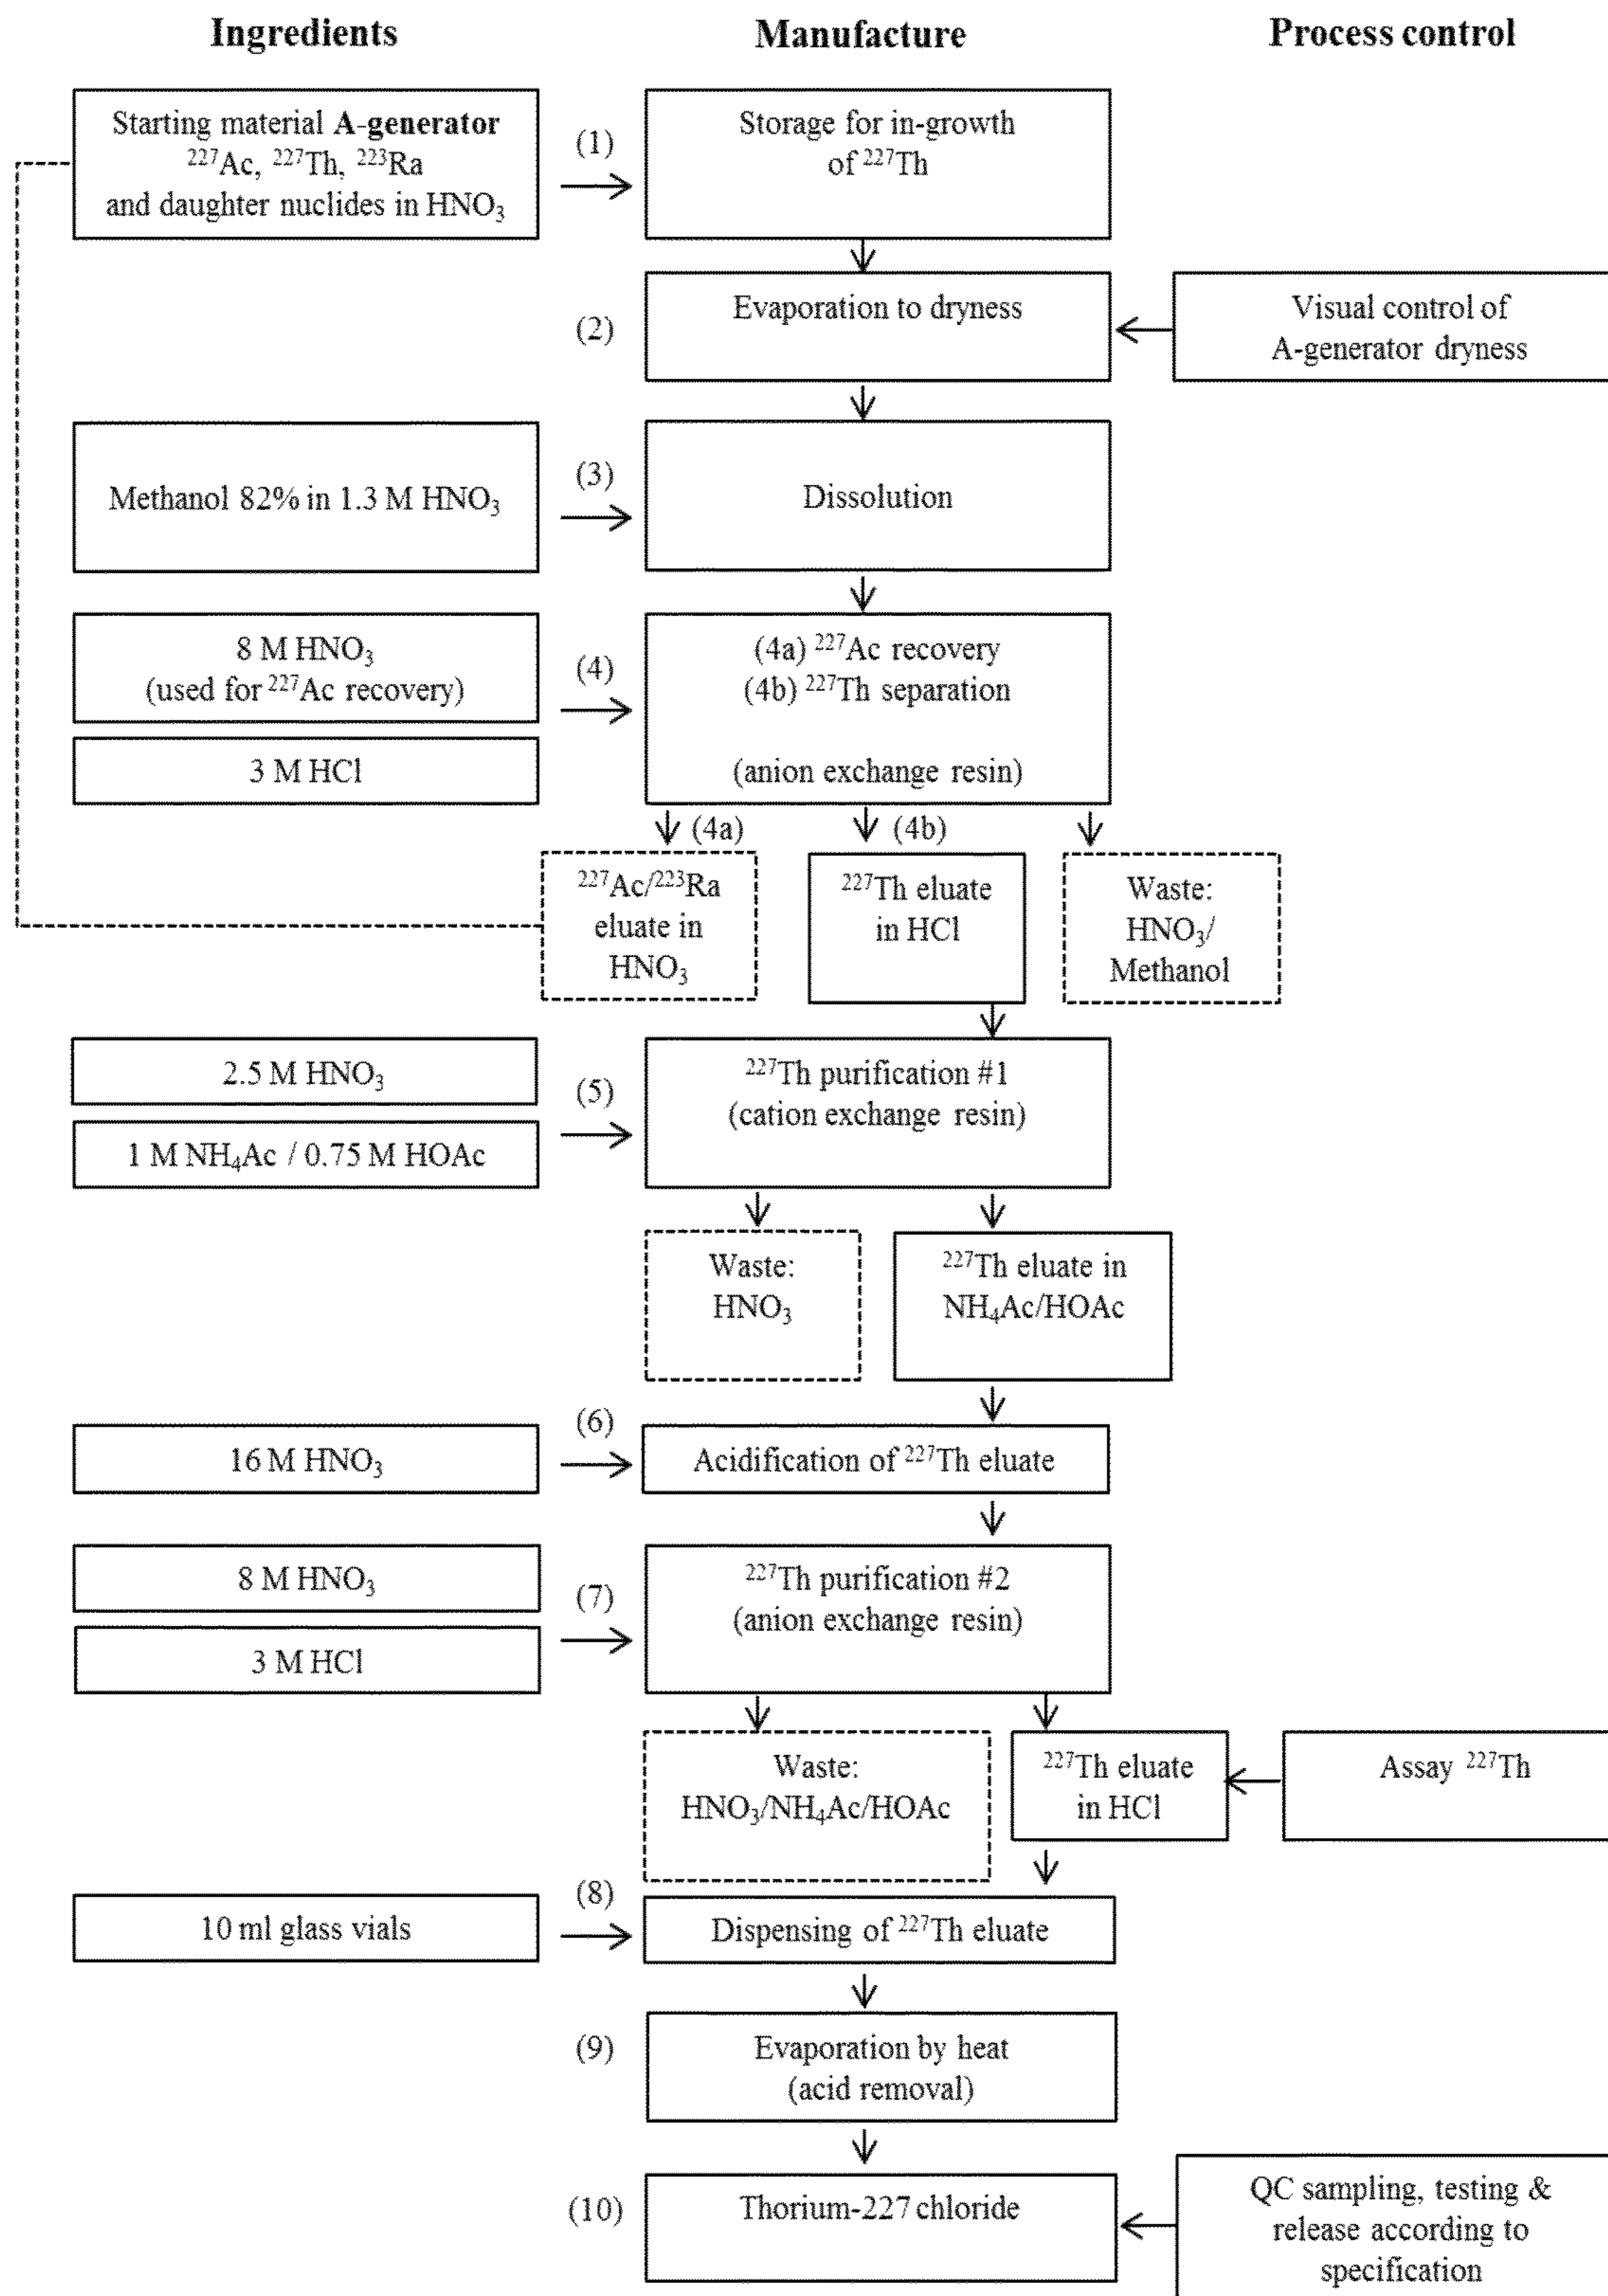 Ingredients
Manufacture
Process control
Starting material A-generator
²²⁷Ac, ²²⁷Th, ²²³Ra
and daughter nuclides in HNO₃
(1)
Storage for in-growth
of ²²⁷Th
(2)
Evaporation to dryness
Visual control of
A-generator dryness
Methanol 82% in 1.3 M HNO₃
(3)
Dissolution
8 M HNO₃
(used for ²²⁷Ac recovery)
3 M HCl
(4)
(4a) ²²⁷Ac recovery
(4b) ²²⁷Th separation
(anion exchange resin)
(4a)
(4b)
²²⁷Ac/²²³Ra
eluate in
HNO₃
²²⁷Th eluate
in HCl
Waste:
HNO₃/
Methanol
2.5 M HNO₃
1 M NH₄Ac / 0.75 M HOAc
(5)
²²⁷Th purification #1
(cation exchange resin)
Waste:
HNO₃
²²⁷Th eluate in
NH₄Ac/HOAc
16 M HNO₃
(6)
Acidification of ²²⁷Th eluate
8 M HNO₃
3 M HCl
(7)
²²⁷Th purification #2
(anion exchange resin)
Waste:
HNO₃/NH₄Ac/HOAc
²²⁷Th eluate
in HCl
Assay ²²⁷Th
10 ml glass vials
(8)
Dispensing of ²²⁷Th eluate
(9)
Evaporation by heat
(acid removal)
(10)
Thorium-227 chloride
QC sampling, testing &
release according to
specification